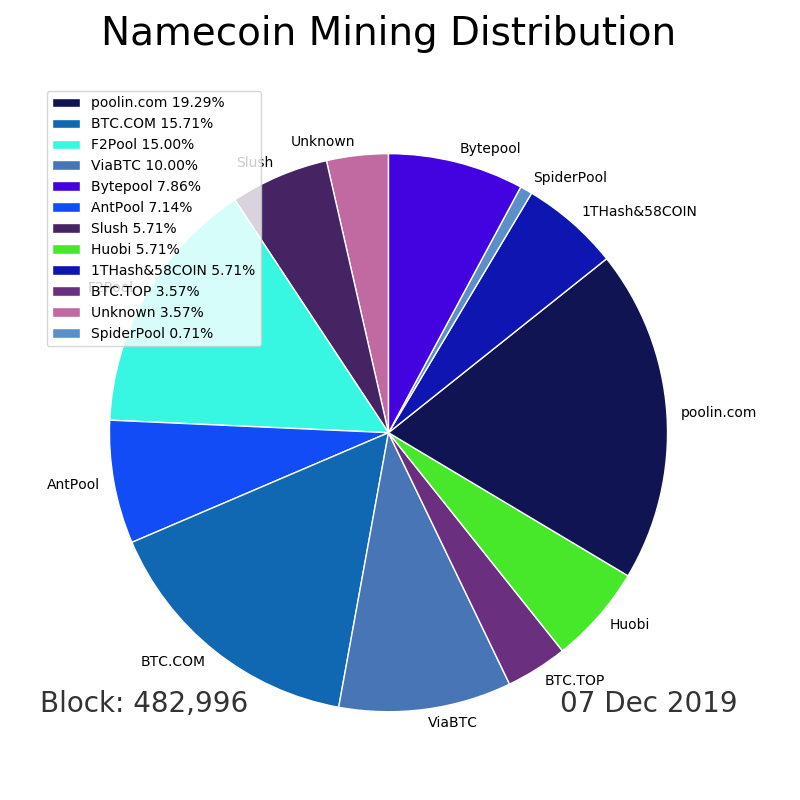 Namecoin Mining Distribution
poolin.com 19.29%
BTC.COM 15.71%
F2Pool 15.00%
ViaBTC 10.00%
Bytepool 7.86%
AntPool 7.14%
Slush 5.71%
Huobi 5.71%
1THash&58COIN 5.71%
BTC.TOP 3.57%
Unknown 3.57%
SpiderPool 0.71%
Unknown
Bytepool
Slush
SpiderPool
1THash&58COIN
F2Pool
poolin.com
AntPool
Huobi
BTC.COM
BTC.TOP
ViaBTC
Block: 482,996
07 Dec 2019